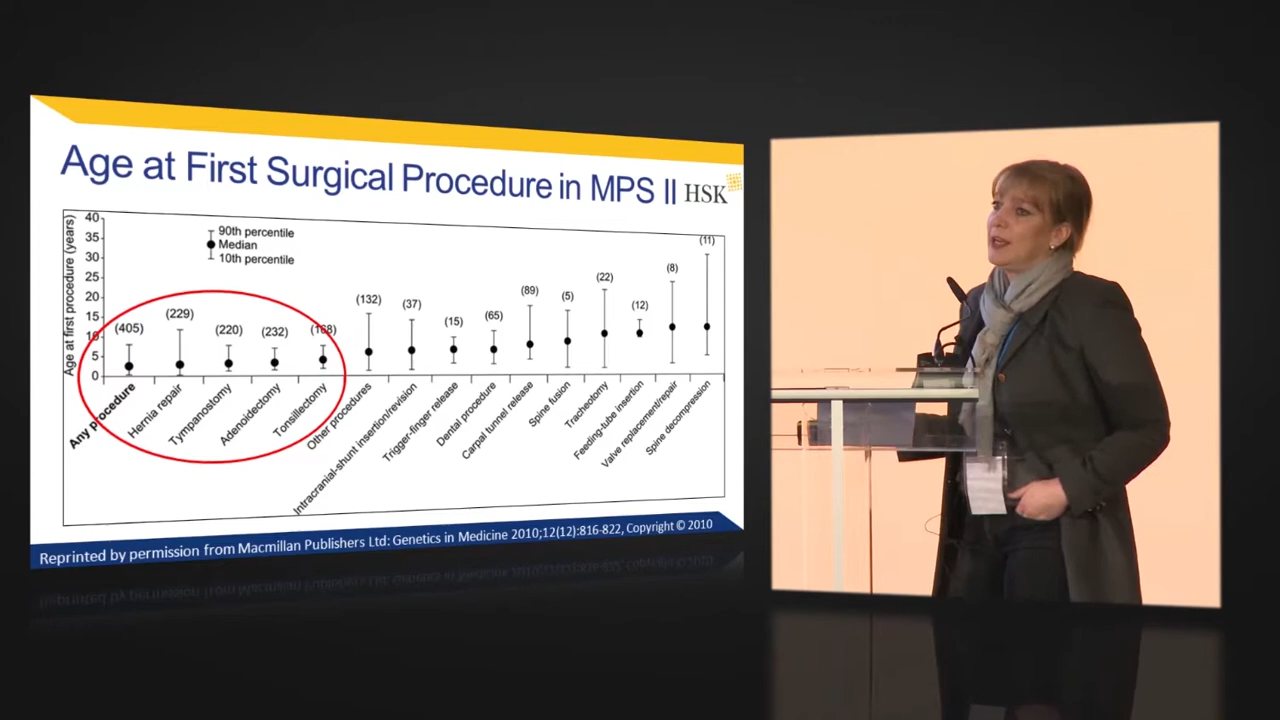 Age at First Surgical Procedure in MPS II
HSK
Age at first procedure (years)
40
35
30
25
20
15
10
5
0
90th percentile
Median
10th percentile
(405)
(229)
(220)
(232)
(168)
(132)
(37)
(15)
(65)
(89)
(5)
(22)
(12)
(8)
(11)
Any procedure
Hernia repair
Tympanostomy
Adenoidectomy
Tonsillectomy
Other procedures
Intracranial-shunt insertion/revision
Trigger-finger release
Dental procedure
Carpal tunnel release
Spine fusion
Tracheotomy
Feeding-tube insertion
Valve replacement/repair
Spine decompression
Reprinted by permission from Macmillan Publishers Ltd: Genetics in Medicine 2010;12(12):816-822, Copyright © 2010